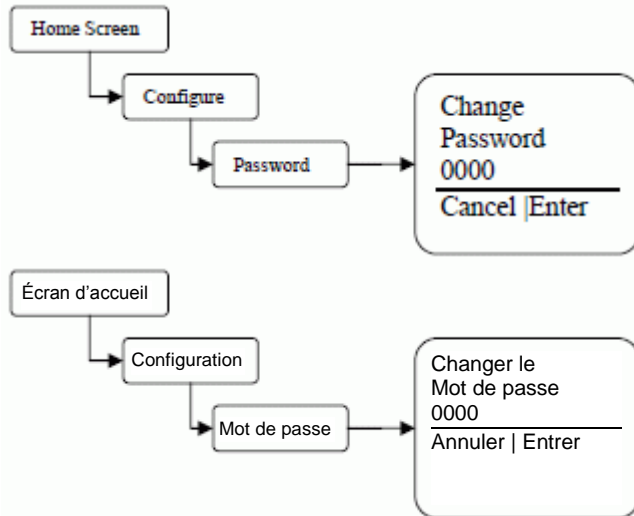 Home Screen
Configure
Password
Change
Password
0000
Cancel |Enter
Écran d'accueil
Configuration
Mot de passe
Changer le
Mot de passe
0000
Annuler | Entrer